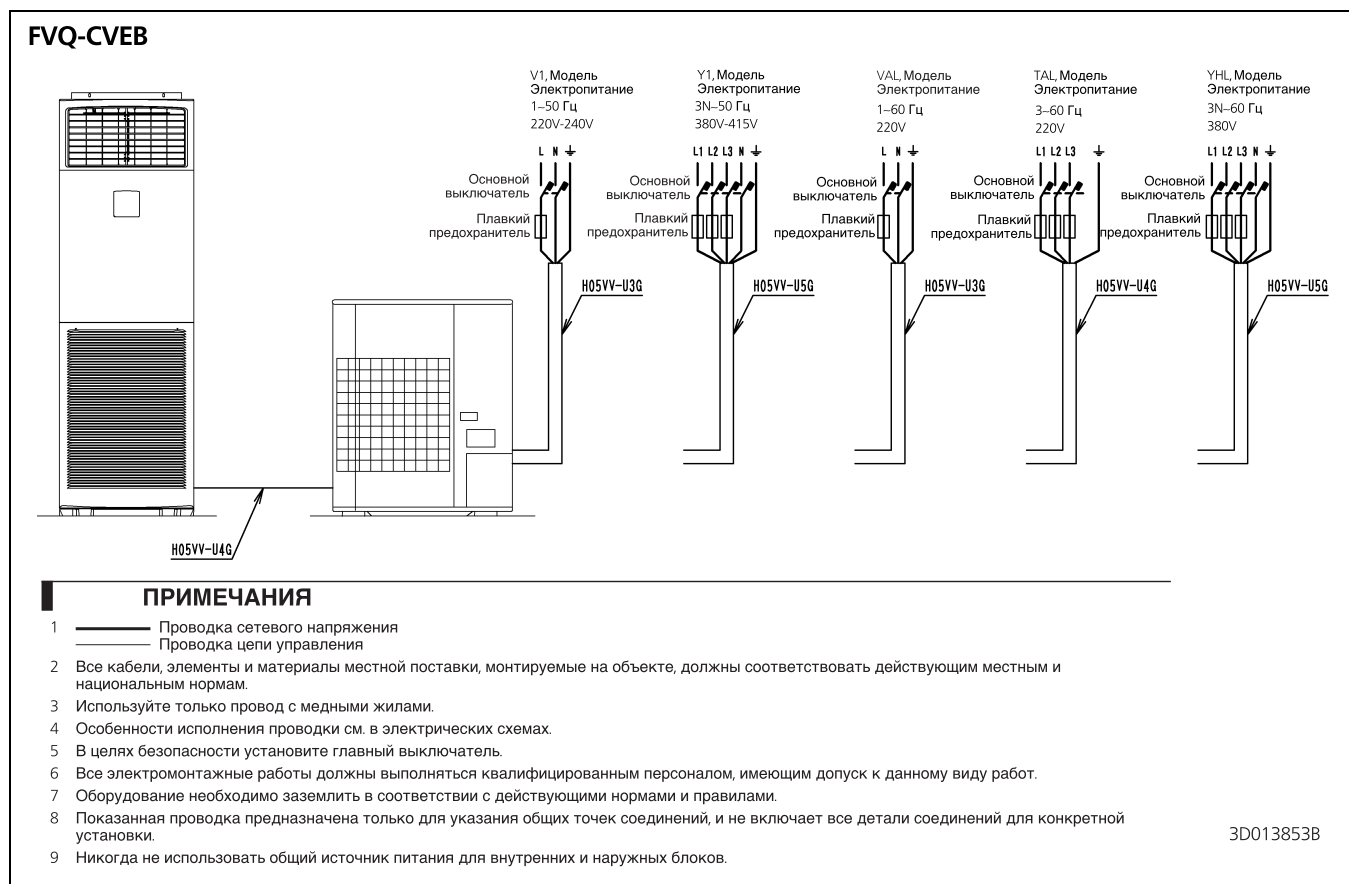 FVQ-CVEB
V1, Модель
Электропитание
1~50 Гц
220V-240V
L N
Основной
выключатель
Плавкий
предохранитель
H05VV-U3G
Y1, Модель
Электропитание
3N~50 Гц
380V-415V
L1 L2 L3 N
Основной
выключатель
Плавкий
предохранитель
H05VV-U5G
VAL, Модель
Электропитание
1~60 Гц
220V
L N
Основной
выключатель
Плавкий
предохранитель
H05VV-U3G
TAL, Модель
Электропитание
3~60 Гц
220V
L1 L2 L3
Основной
выключатель
Плавкий
предохранитель
H05VV-U4G
YHL, Модель
Электропитание
3N~60 Гц
380V
L1 L2 L3 N
Основной
выключатель
Плавкий
предохранитель
H05VV-U5G
H05VV-U4G
ПРИМЕЧАНИЯ
1 Проводка сетевого напряжения
Проводка цепи управления
2 Все кабели, элементы и материалы местной поставки, монтируемые на объекте, должны соответствовать действующим местным и
национальным нормам.
3 Используйте только провод с медными жилами.
4 Особенности исполнения проводки см. в электрических схемах.
5 В целях безопасности установите главный выключатель.
6 Все электромонтажные работы должны выполняться квалифицированным персоналом, имеющим допуск к данному виду работ.
7 Оборудование необходимо заземлить в соответствии с действующими нормами и правилами.
8 Показанная проводка предназначена только для указания общих точек соединений, и не включает все детали соединений для конкретной
установки.
9 Никогда не использовать общий источник питания для внутренних и наружных блоков.
3D013853B